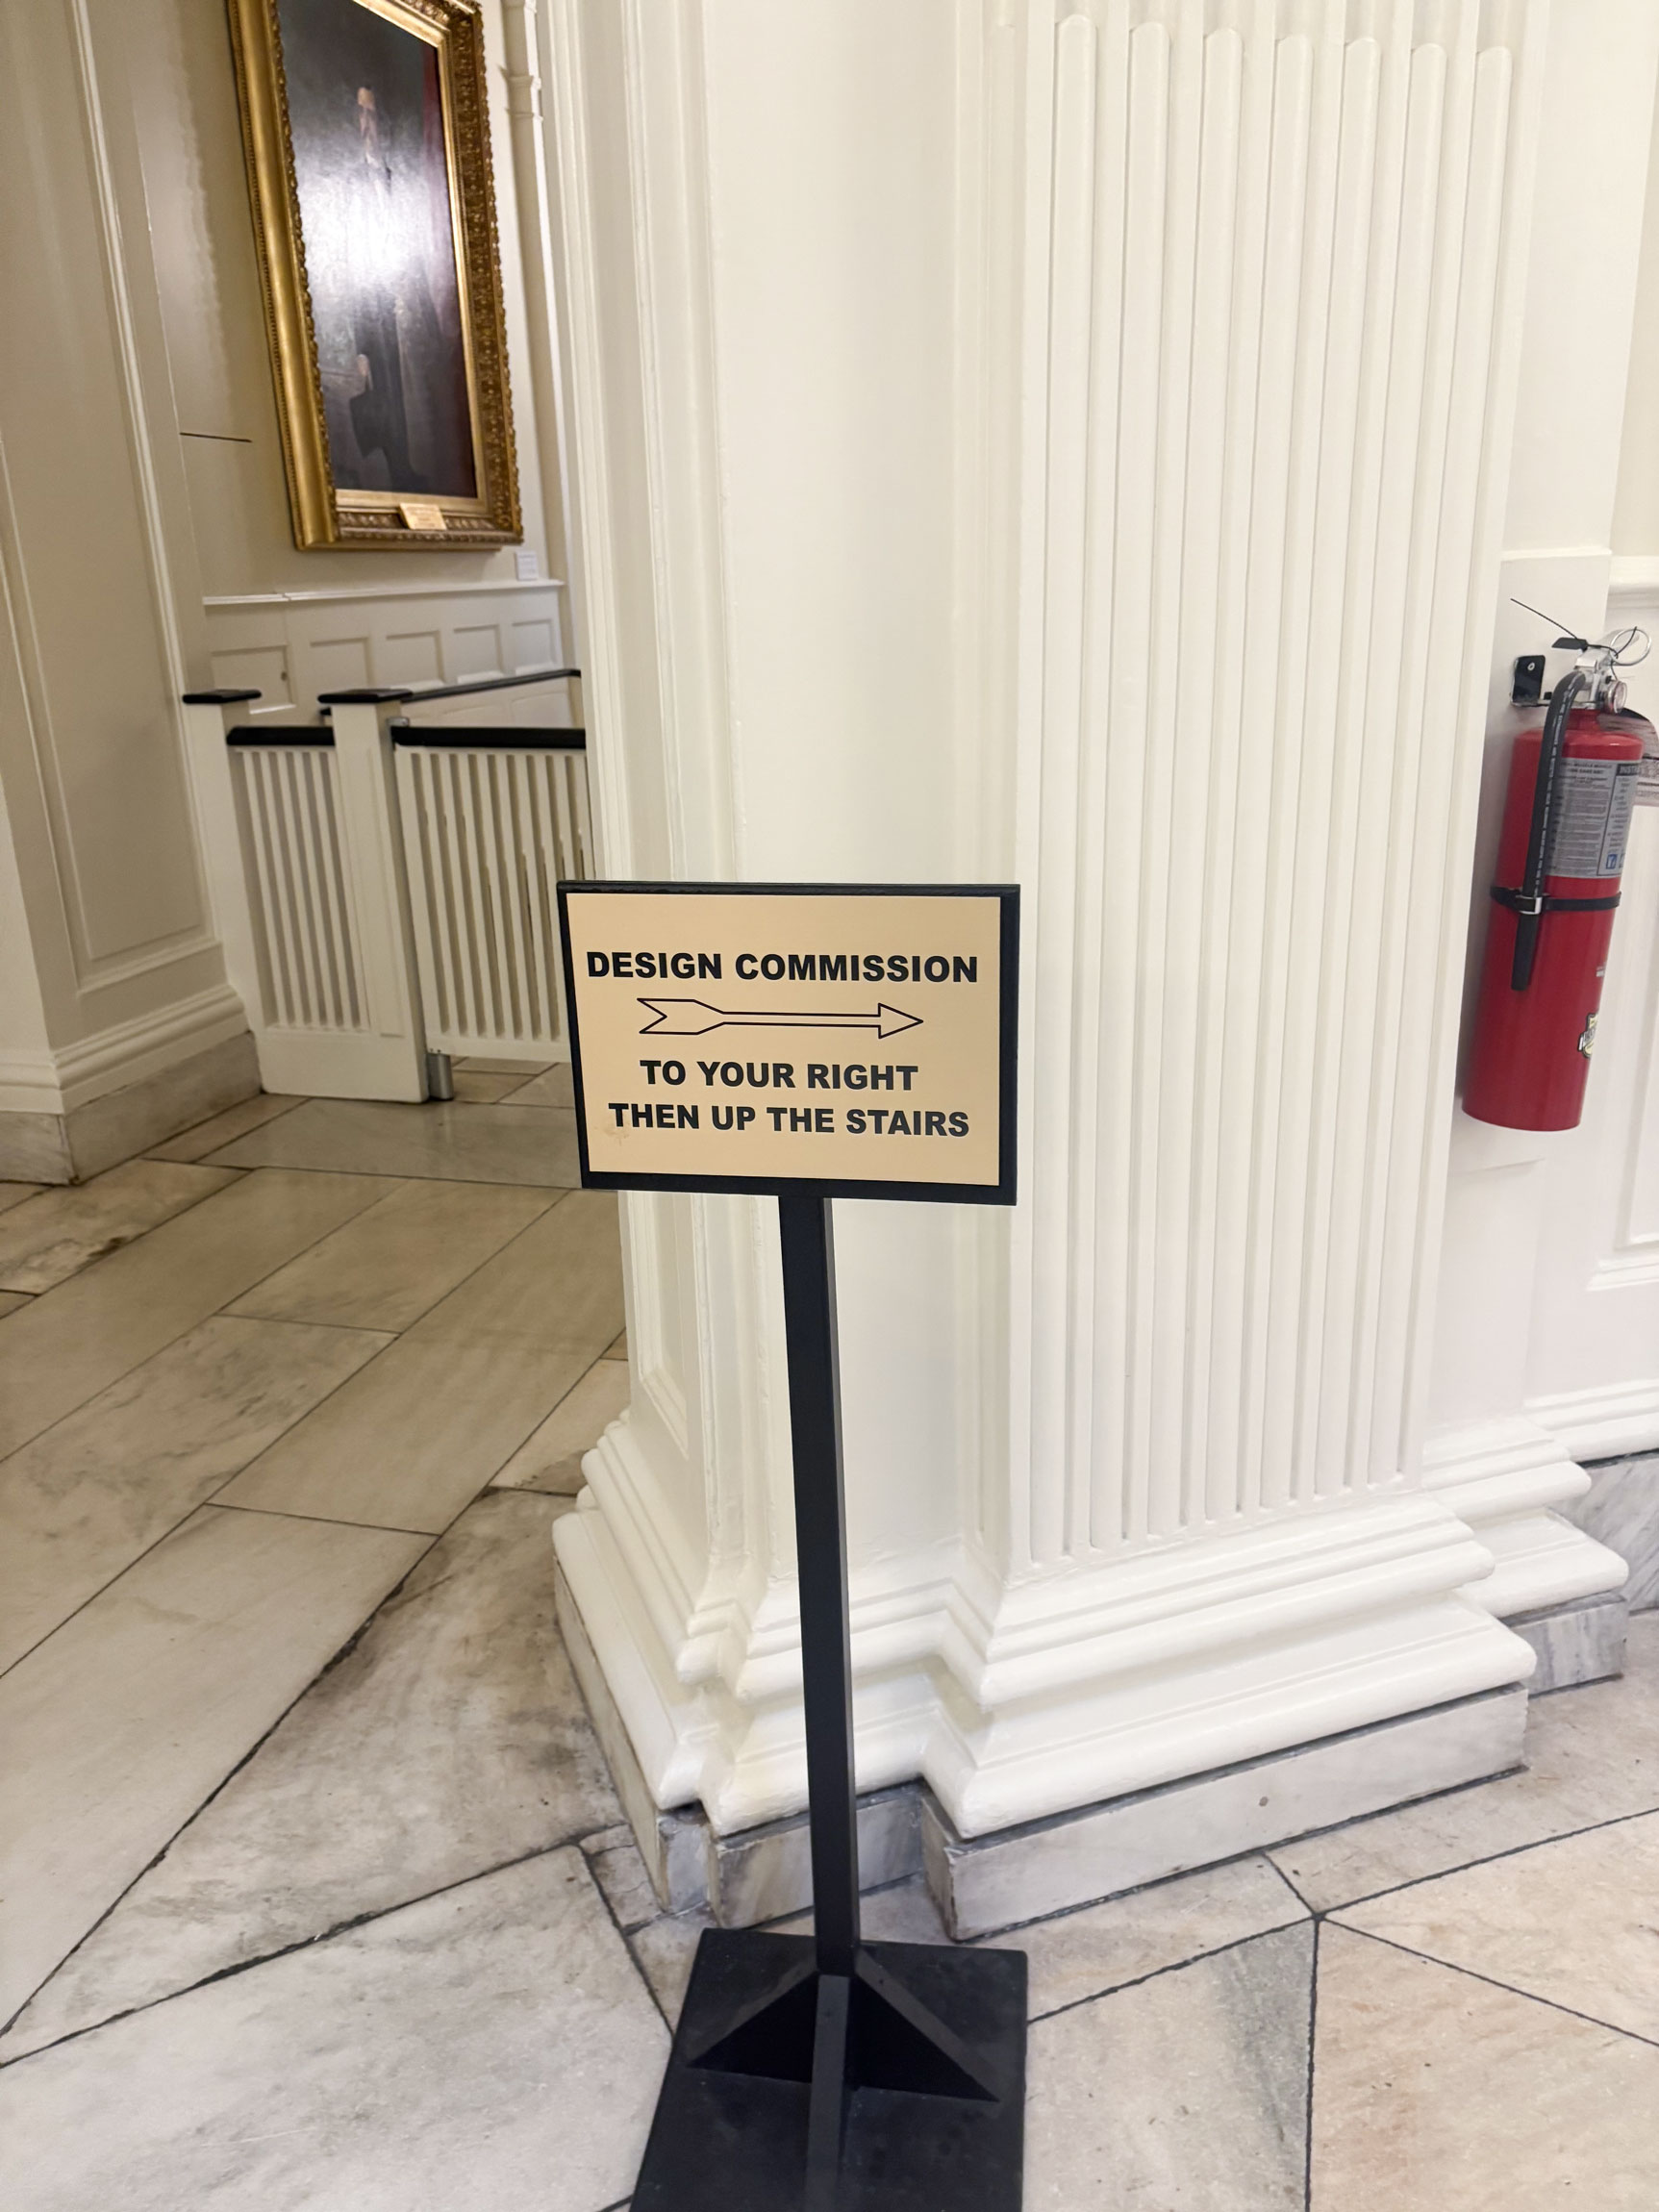 DESIGN COMMISSION
TO YOUR RIGHT
THEN UP THE STAIRS